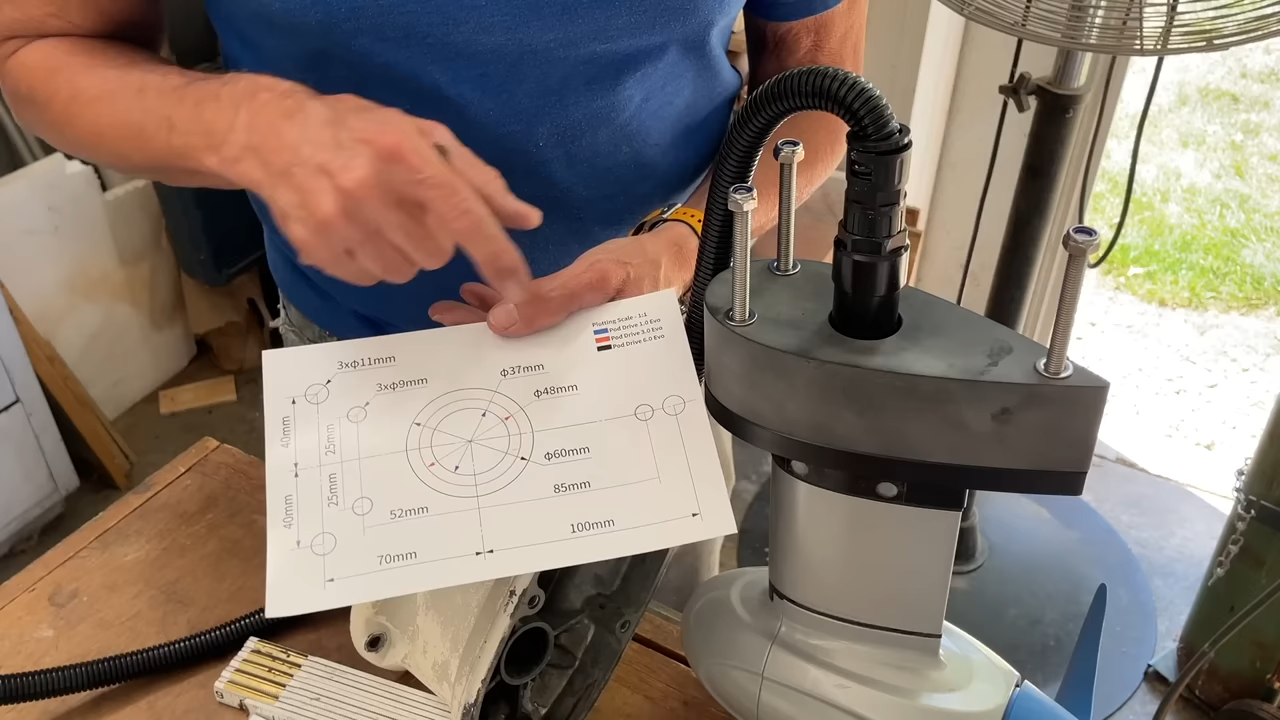 Plotting Scale - 1:1
Pod Drive 1.0 Evo
Pod Drive 3.0 Evo
Pod Drive 6.0 Evo
3xφ11mm
3xφ9mm
φ37mm
φ48mm
φ60mm
40mm
25mm
25mm
40mm
52mm
85mm
70mm
100mm